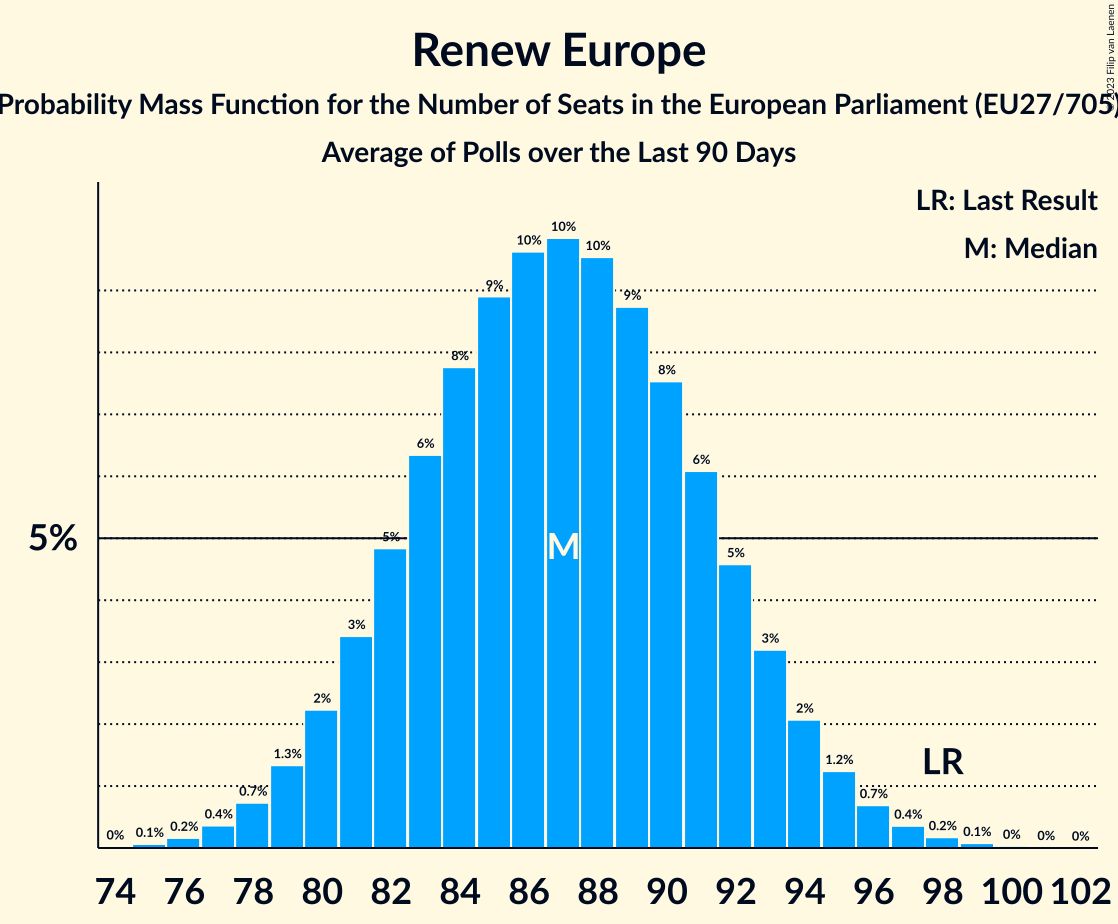 Renew Europe
Probability Mass Function for the Number of Seats in the European Parliament (EU27/705)
Average of Polls over the Last 90 Days
© 2023 Filip van Laenen
LR: Last Result
M: Median
5%
0% 0.1% 0.2% 0.4% 0.7% 1.3% 2% 3% 5% 6% 8% 9% 10% 10% 10% 9% 8% 6% 5% 3% 2% 1.2% 0.7% 0.4% 0.2% 0.1% 0% 0% 0%
M
LR
74 76 78 80 82 84 86 88 90 92 94 96 98 100 102